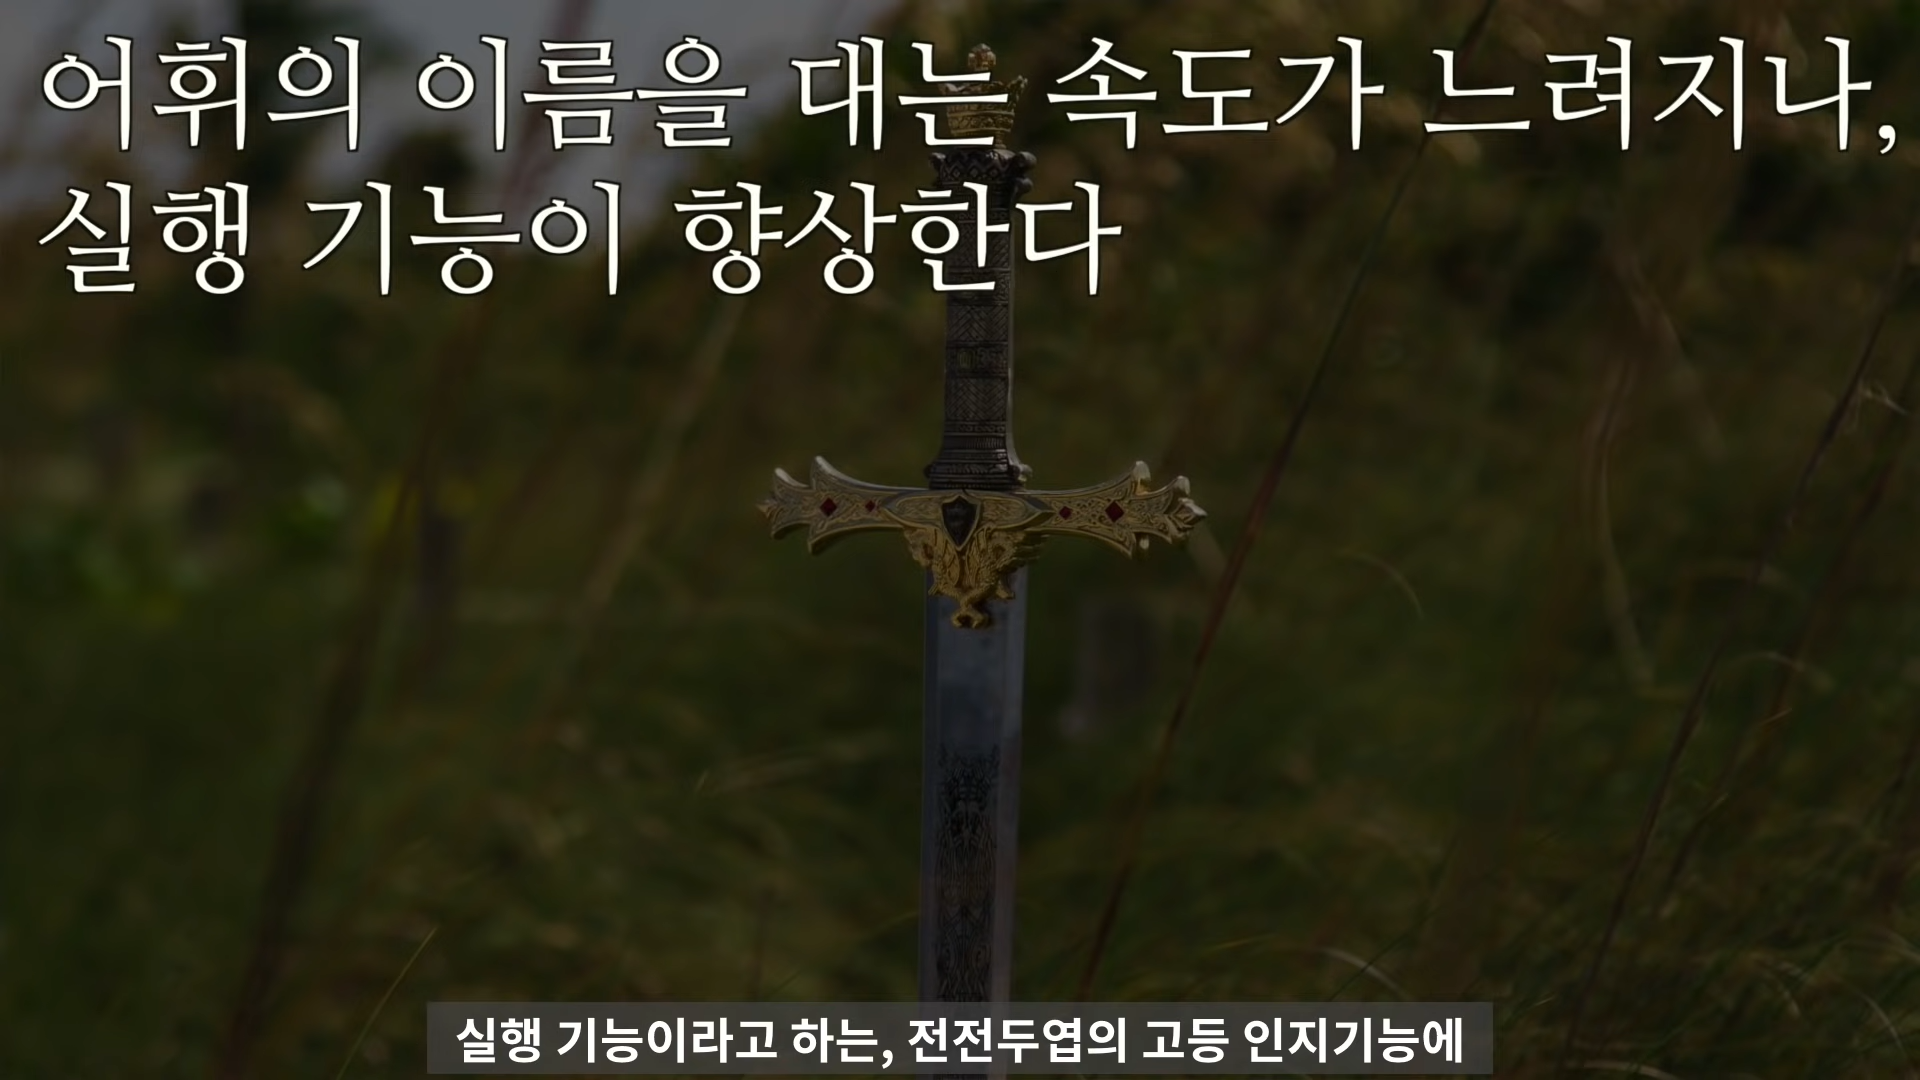 어휘의 이름을 대는 속도가 느려지나,
실행 기능이 향상한다
실행 기능이라고 하는, 전전두엽의 고등 인지기능에